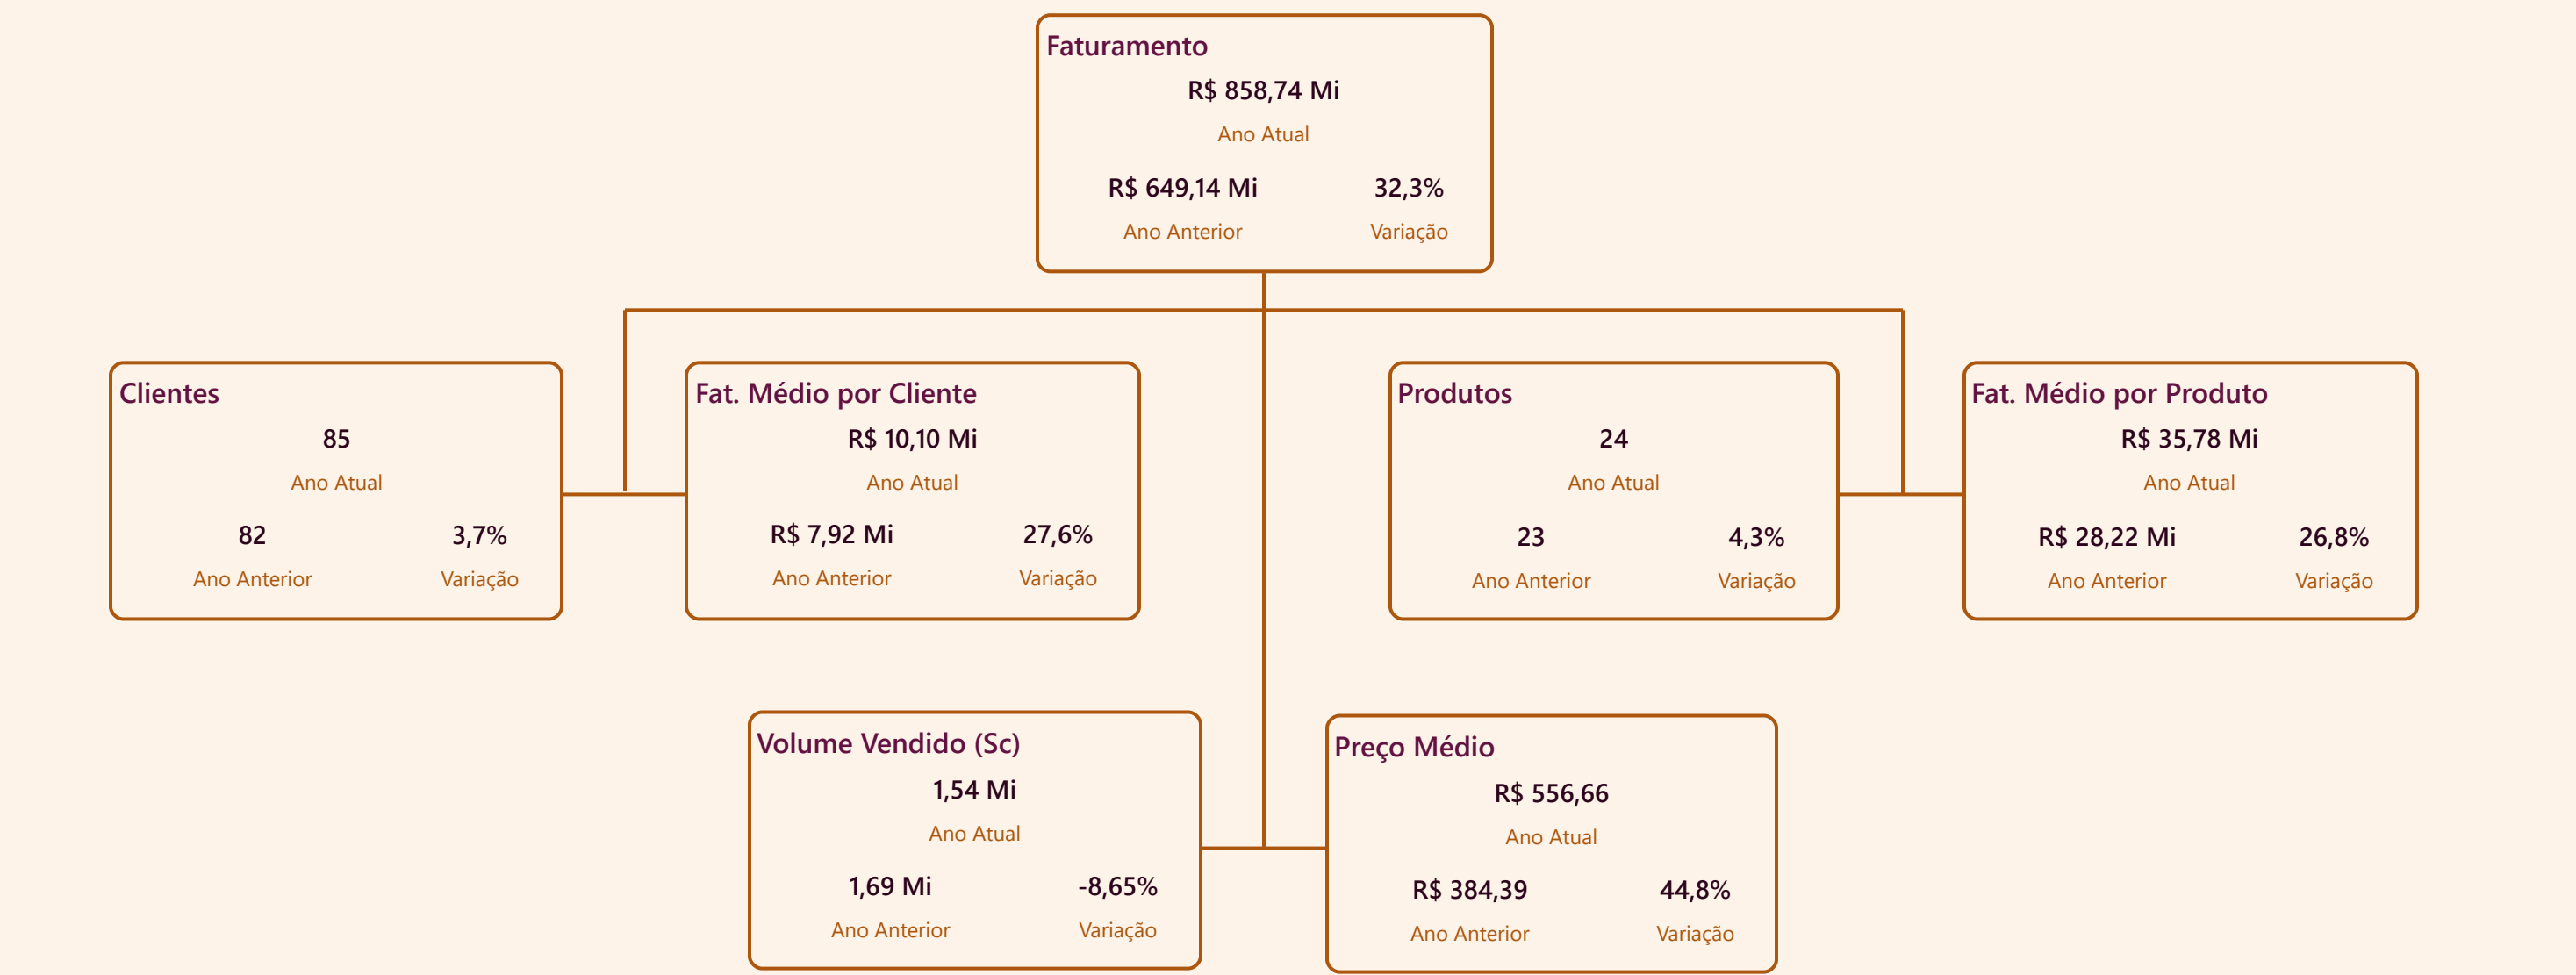 Faturamento
R$ 858,74 Mi
Ano Atual
R$ 649,14 Mi 32,3%
Ano Anterior Variação
Clientes
85
Ano Atual
82 3,7%
Ano Anterior Variação
Fat. Médio por Cliente
R$ 10,10 Mi
Ano Atual
R$ 7,92 Mi 27,6%
Ano Anterior Variação
Produtos
24
Ano Atual
23 4,3%
Ano Anterior Variação
Fat. Médio por Produto
R$ 35,78 Mi
Ano Atual
R$ 28,22 Mi 26,8%
Ano Anterior Variação
Volume Vendido (Sc)
1,54 Mi
Ano Atual
1,69 Mi -8,65%
Ano Anterior Variação
Preço Médio
R$ 556,66
Ano Atual
R$ 384,39 44,8%
Ano Anterior Variação